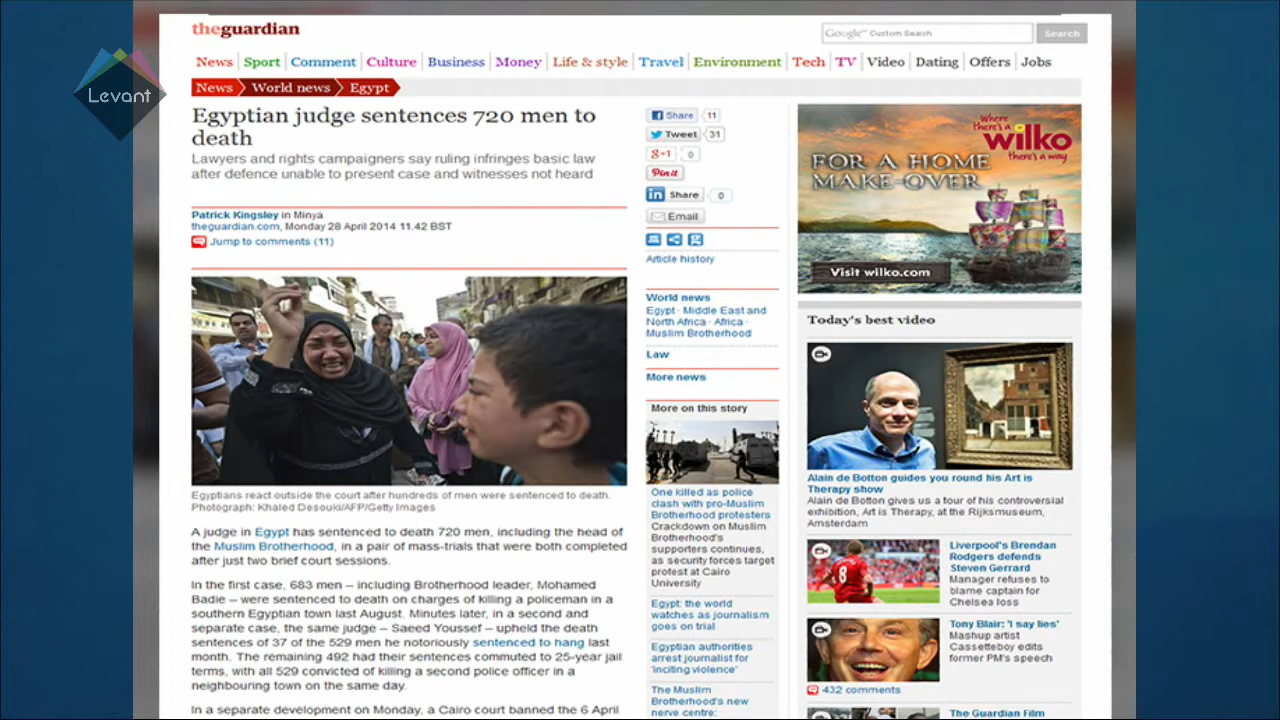 Levant
theguardian
Google™ Custom Search
Search
News Sport Comment Culture Business Money Life & style Travel Environment Tech TV Video Dating Offers Jobs
News World news Egypt
Egyptian judge sentences 720 men to
death
Lawyers and rights campaigners say ruling infringes basic law
after defence unable to present case and witnesses not heard
Patrick Kingsley in Minya
theguardian.com, Monday 28 April 2014 11.42 BST
Jump to comments (11)
Egyptians react outside the court after hundreds of men were sentenced to death.
Photograph: Khaled Desouki/AFP/Getty Images
A judge in Egypt has sentenced to death 720 men, including the head of
the Muslim Brotherhood, in a pair of mass-trials that were both completed
after just two brief court sessions.
In the first case, 683 men – including Brotherhood leader, Mohamed
Badie – were sentenced to death on charges of killing a policeman in a
southern Egyptian town last August. Minutes later, in a second and
separate case, the same judge – Saeed Youssef – upheld the death
sentences of 37 of the 529 men he notoriously sentenced to hang last
month. The remaining 492 had their sentences commuted to 25-year jail
terms, with all 529 convicted of killing a second police officer in a
neighbouring town on the same day.
In a separate development on Monday, a Cairo court banned the 6 April
Share 11
Tweet 31
g+1 0
Pin it
in Share 0
Email
Article history
World news
Egypt · Middle East and
North Africa · Africa ·
Muslim Brotherhood
Law
More news
More on this story
One killed as police
clash with pro-Muslim
Brotherhood protesters
Crackdown on Muslim
Brotherhood's
supporters continues,
as security forces target
protest at Cairo
University
Egypt: the world
watches as journalism
goes on trial
Egyptian authorities
arrest journalist for
'inciting violence'
The Muslim
Brotherhood's new
nerve centre:
Where
there's a
wilko
there's a way
FOR A HOME
MAKE-OVER
Visit wilko.com
Today's best video
Alain de Botton guides you round his Art is
Therapy show
Alain de Botton gives us a tour of his controversial
exhibition, Art is Therapy, at the Rijksmuseum,
Amsterdam
8
Liverpool's Brendan
Rodgers defends
Steven Gerrard
Manager refuses to
blame captain for
Chelsea loss
Tony Blair: 'I say lies'
Mashup artist
Cassetteboy edits
former PM's speech
432 comments
The Guardian Film